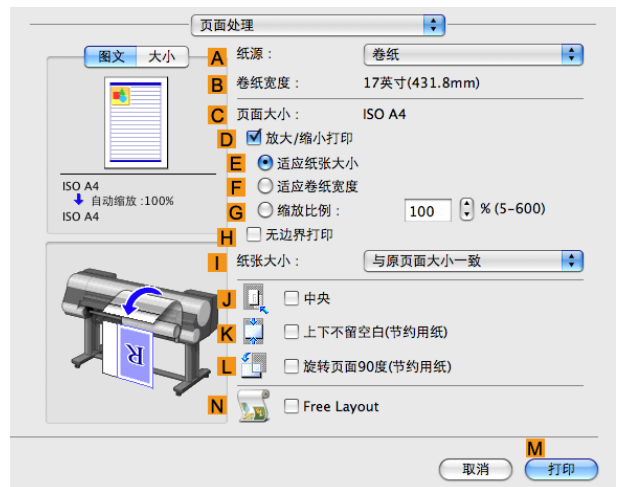 页面处理
图文 大小
A 纸源： 卷纸
B 卷纸宽度： 17英寸(431.8mm)
C 页面大小： ISO A4
D 放大/缩小打印
E 适应纸张大小
F 适应卷纸宽度
G 缩放比例： 100 % (5-600)
H 无边界打印
ISO A4
自动缩放 :100%
ISO A4
I 纸张大小： 与原页面大小一致
J 中央
K 上下不留空白(节约用纸)
L 旋转页面90度(节约用纸)
R
N Free Layout
M
取消 打印